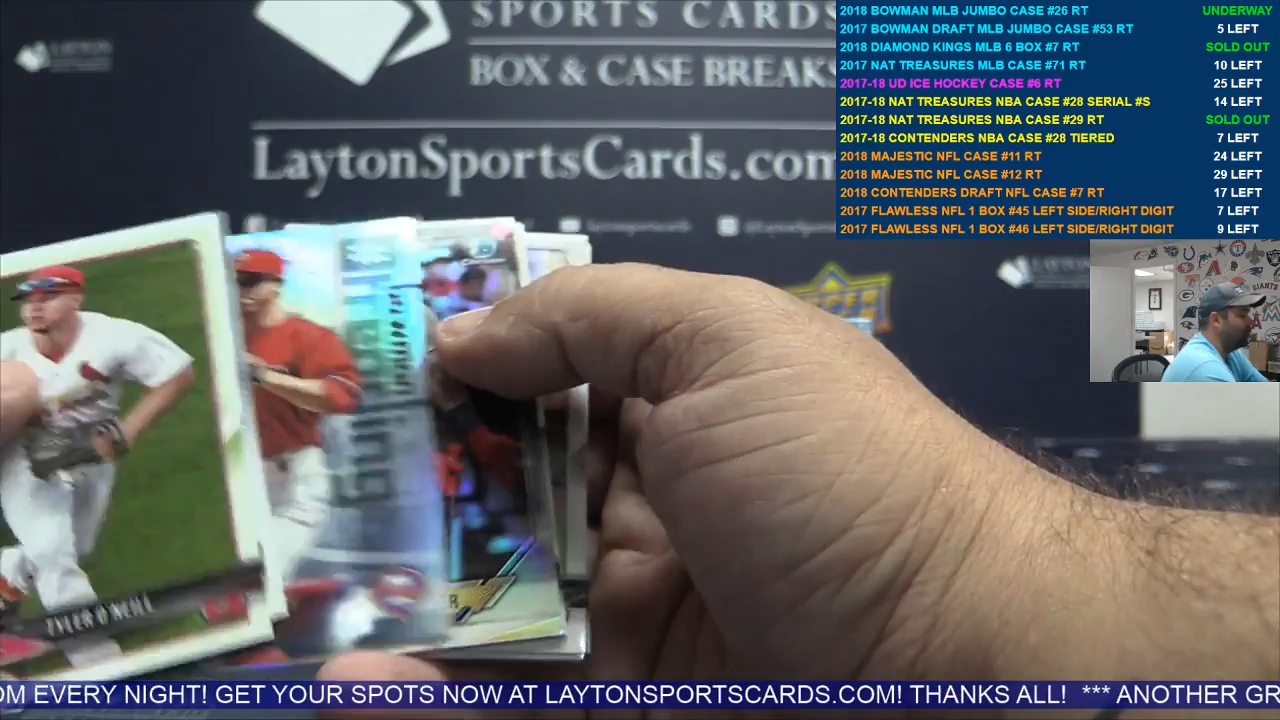 SPORTS CARDS
BOX & CASE BREAKS
LaytonSportsCards.com
2018 BOWMAN MLB JUMBO CASE #26 RT UNDERWAY
2017 BOWMAN DRAFT MLB JUMBO CASE #53 RT 5 LEFT
2018 DIAMOND KINGS MLB 6 BOX #7 RT SOLD OUT
2017 NAT TREASURES MLB CASE #71 RT 10 LEFT
2017-18 UD ICE HOCKEY CASE #6 RT 25 LEFT
2017-18 NAT TREASURES NBA CASE #28 SERIAL #S 14 LEFT
2017-18 NAT TREASURES NBA CASE #29 RT SOLD OUT
2017-18 CONTENDERS NBA CASE #28 TIERED 7 LEFT
2018 MAJESTIC NFL CASE #11 RT 24 LEFT
2018 MAJESTIC NFL CASE #12 RT 29 LEFT
2018 CONTENDERS DRAFT NFL CASE #7 RT 17 LEFT
2017 FLAWLESS NFL 1 BOX #45 LEFT SIDE/RIGHT DIGIT 7 LEFT
2017 FLAWLESS NFL 1 BOX #46 LEFT SIDE/RIGHT DIGIT 9 LEFT
LAYTON
GIANTS
TYLER O'NEILL
OM EVERY NIGHT! GET YOUR SPOTS NOW AT LAYTONSPORTSCARDS.COM! THANKS ALL! *** ANOTHER GR